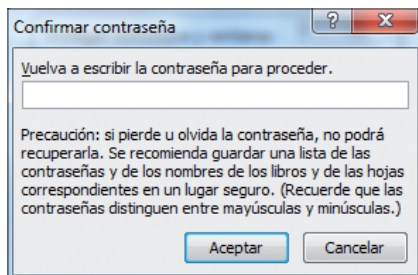 Confirmar contraseña
Vuelva a escribir la contraseña para proceder.
Precaución: si pierde u olvida la contraseña, no podrá
recuperarla. Se recomienda guardar una lista de las
contraseñas y de los nombres de los libros y de las hojas
correspondientes en un lugar seguro. (Recuerde que las
contraseñas distinguen entre mayúsculas y minúsculas.)
Aceptar Cancelar